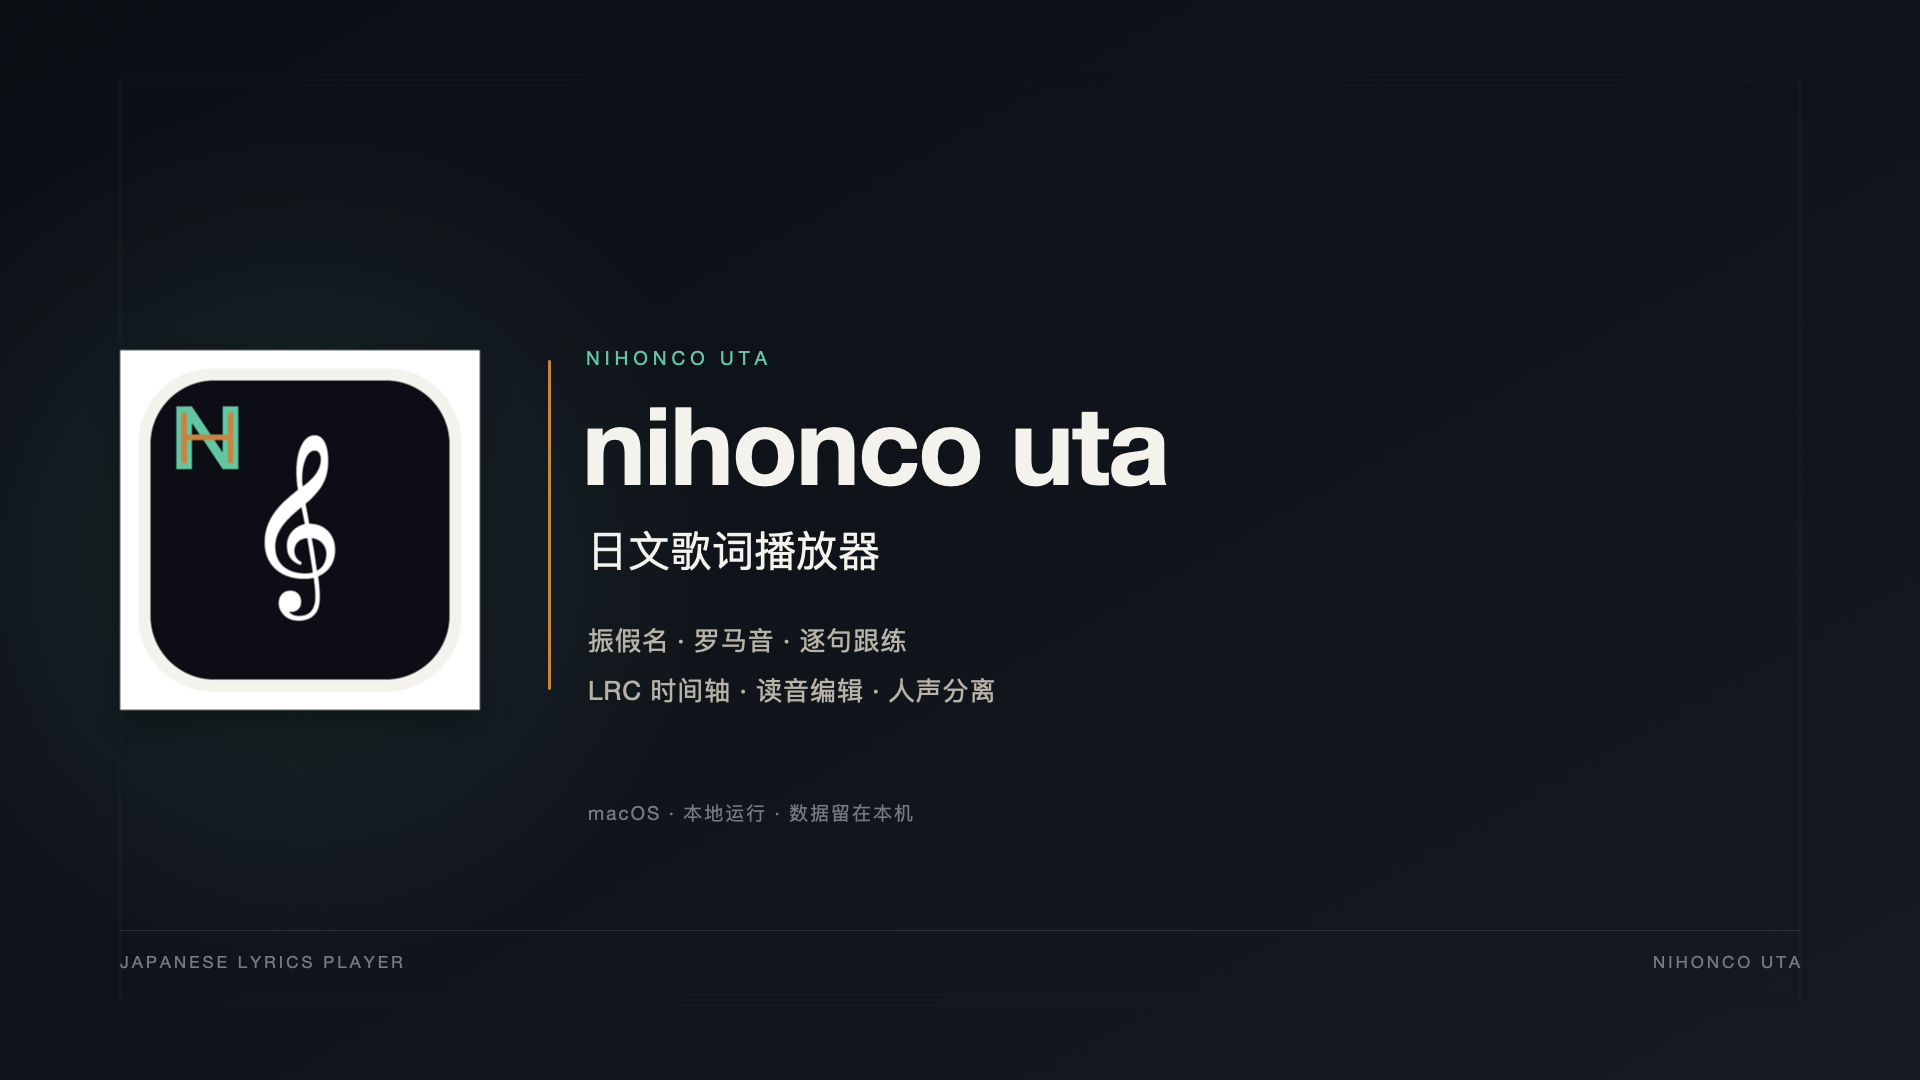 NH
NIHONCO UTA
nihonco uta
日文歌词播放器
振假名 · 罗马音 · 逐句跟练
LRC 时间轴 · 读音编辑 · 人声分离
macOS · 本地运行 · 数据留在本机
JAPANESE LYRICS PLAYER
NIHONCO UTA